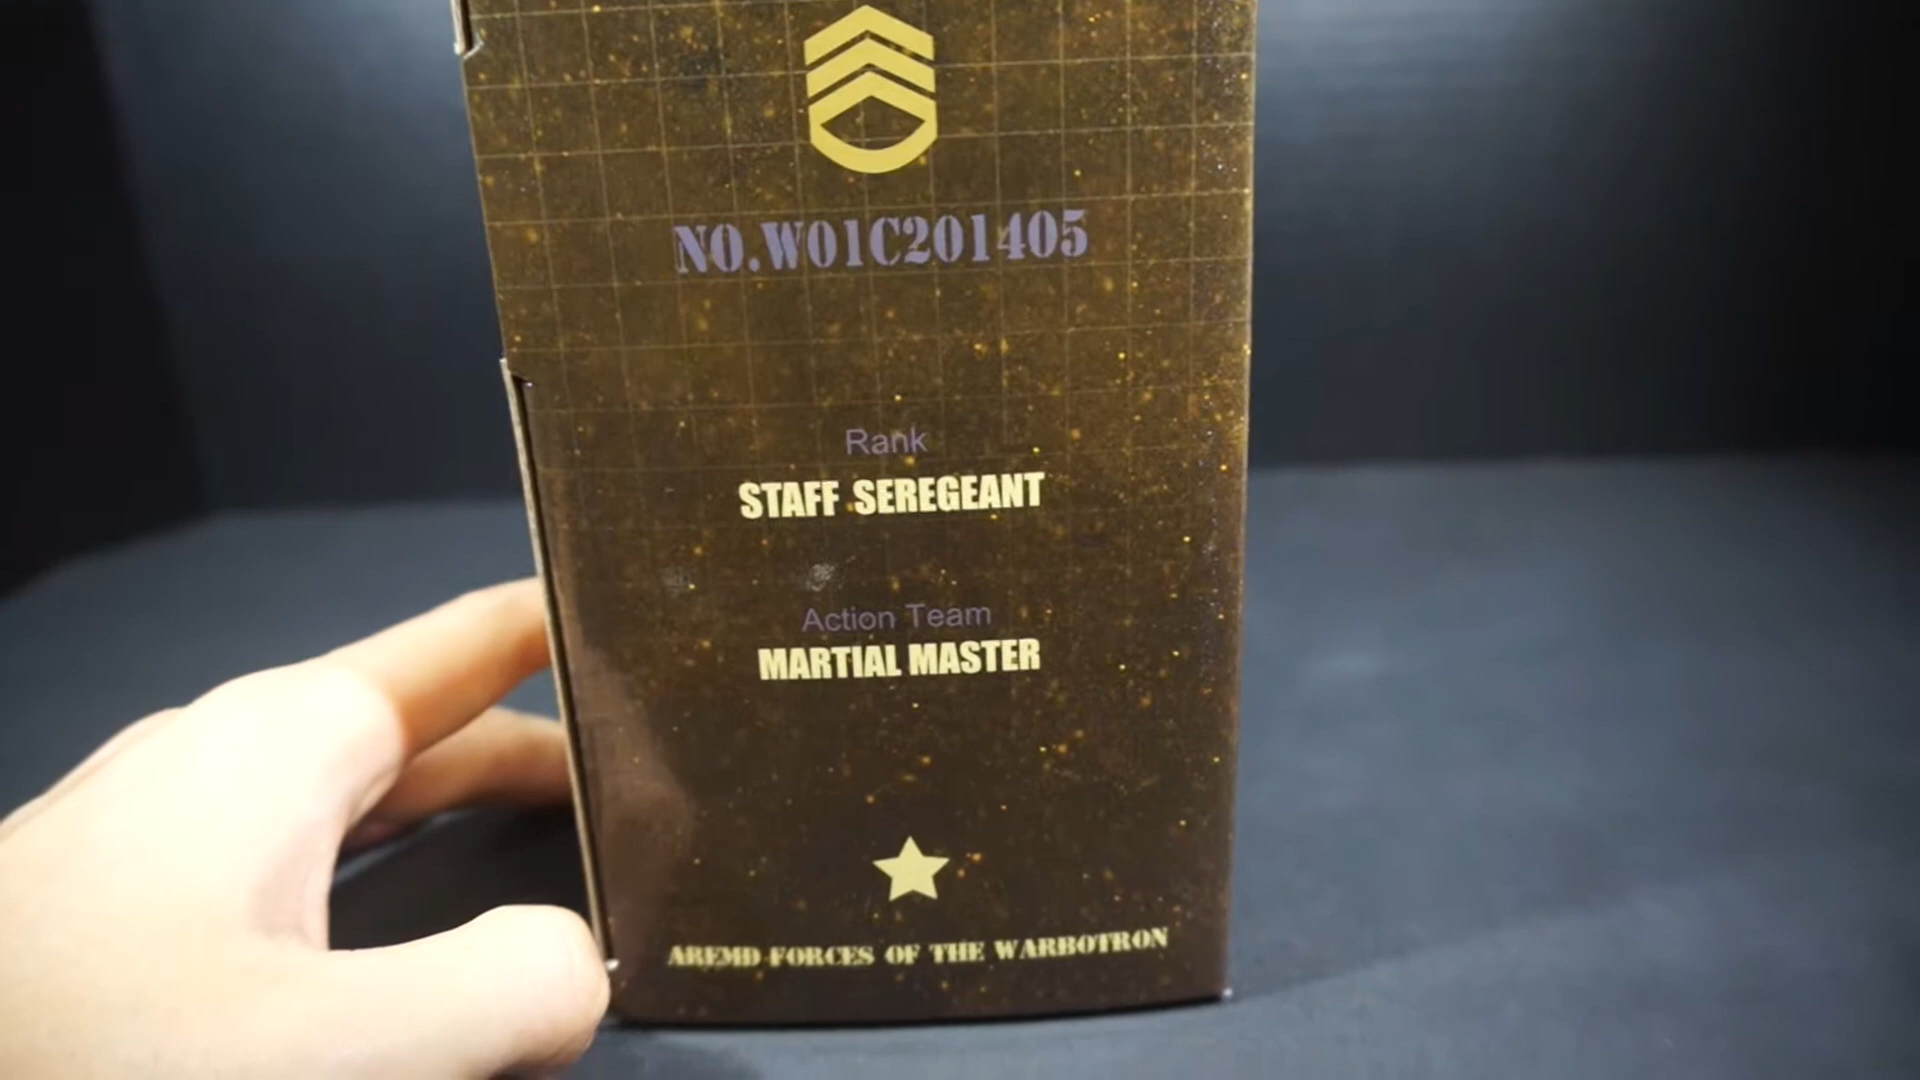 NO.W01C201405
Rank
STAFF SEREGEANT
Action Team
MARTIAL MASTER
AREMD FORCES OF THE WARBOTRON